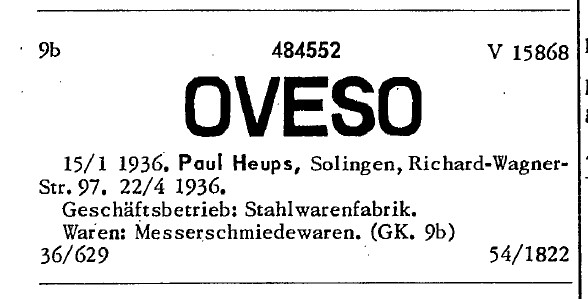 9b 484552 V 15868
OVESO
15/1 1936. Paul Heups, Solingen, Richard-Wagner-
Str. 97. 22/4 1936.
Geschäftsbetrieb: Stahlwarenfabrik.
Waren: Messerschmiedewaren. (GK. 9b)
36/629 54/1822